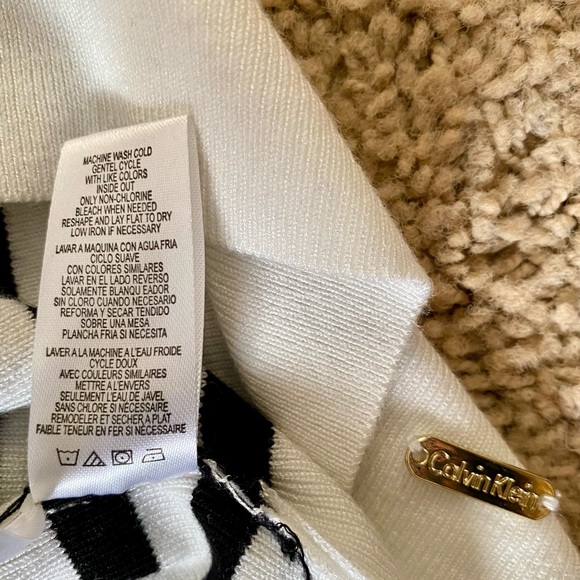 MACHINE WASH COLD
GENTEL CYCLE
WITH LIKE COLORS
INSIDE OUT
ONLY NON-CHLORINE
BLEACH WHEN NEEDED
RESHAPE AND LAY FLAT TO DRY
LOW IRON IF NECESSARY
LAVAR A MAQUINA CON AGUA FRIA
CICLO SUAVE
CON COLORES SIMILARES
LAVAR EN EL LADO REVERSO
SOLAMENTE BLANQU EADOR
SIN CLORO CUANDO NECESARIO
REFORMA Y SECAR TENDIDO
SOBRE UNA MESA
PLANCHA FRIA SI NECESITA
LAVER A LA MACHINE A L'EAU FROIDE
CYCLE DOUX
AVEC COULEURS SIMILAIRES
METTRE A L'ENVERS
SEULEMENT L'EAU DE JAVEL
SANS CHLORE SI NÉCESSAIRE
REMODELER ET SECHER A PLAT
FAIBLE TENEUR EN FER SI NÉCESSAIRE
Calvin Klein